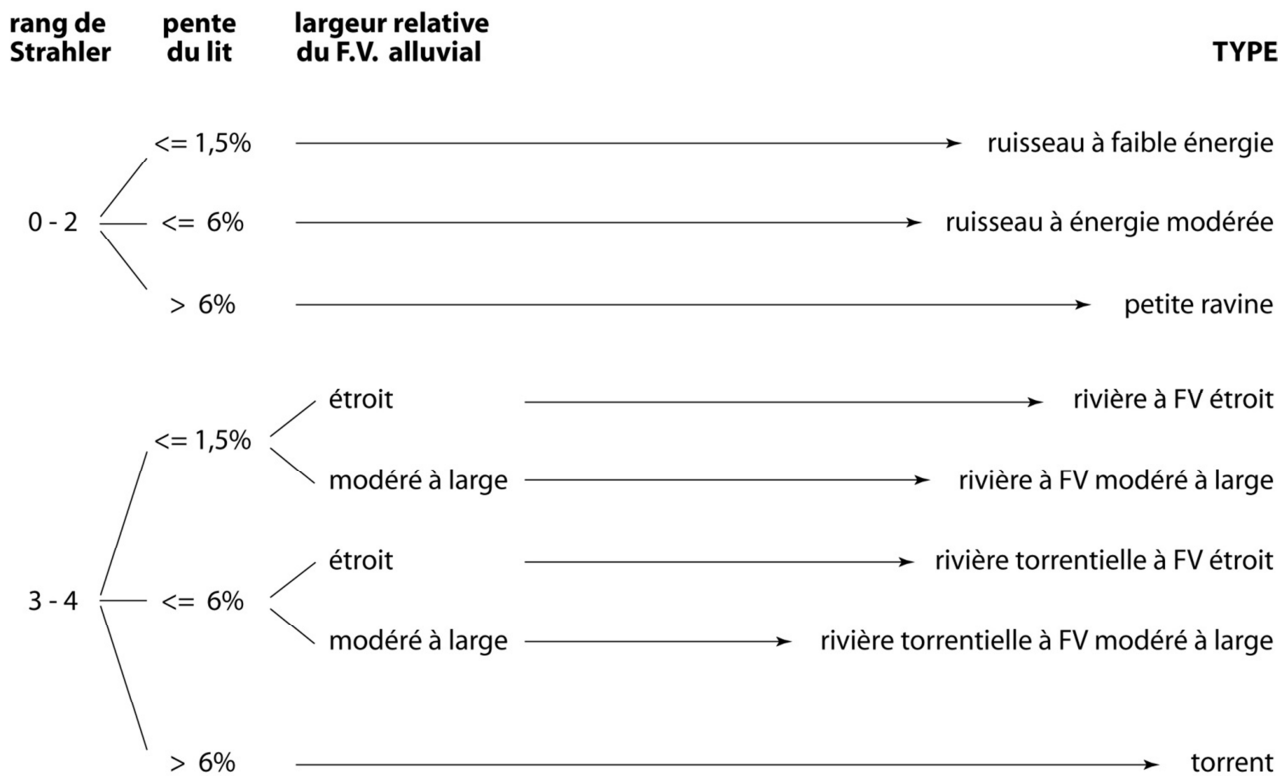 rang de Strahler
pente du lit
largeur relative du F.V. alluvial
TYPE
<= 1,5%
ruisseau à faible énergie
0 - 2
<= 6%
ruisseau à énergie modérée
> 6%
petite ravine
étroit
rivière à FV étroit
<= 1,5%
modéré à large
rivière à FV modéré à large
étroit
rivière torrentielle à FV étroit
3 - 4
<= 6%
modéré à large
rivière torrentielle à FV modéré à large
> 6%
torrent